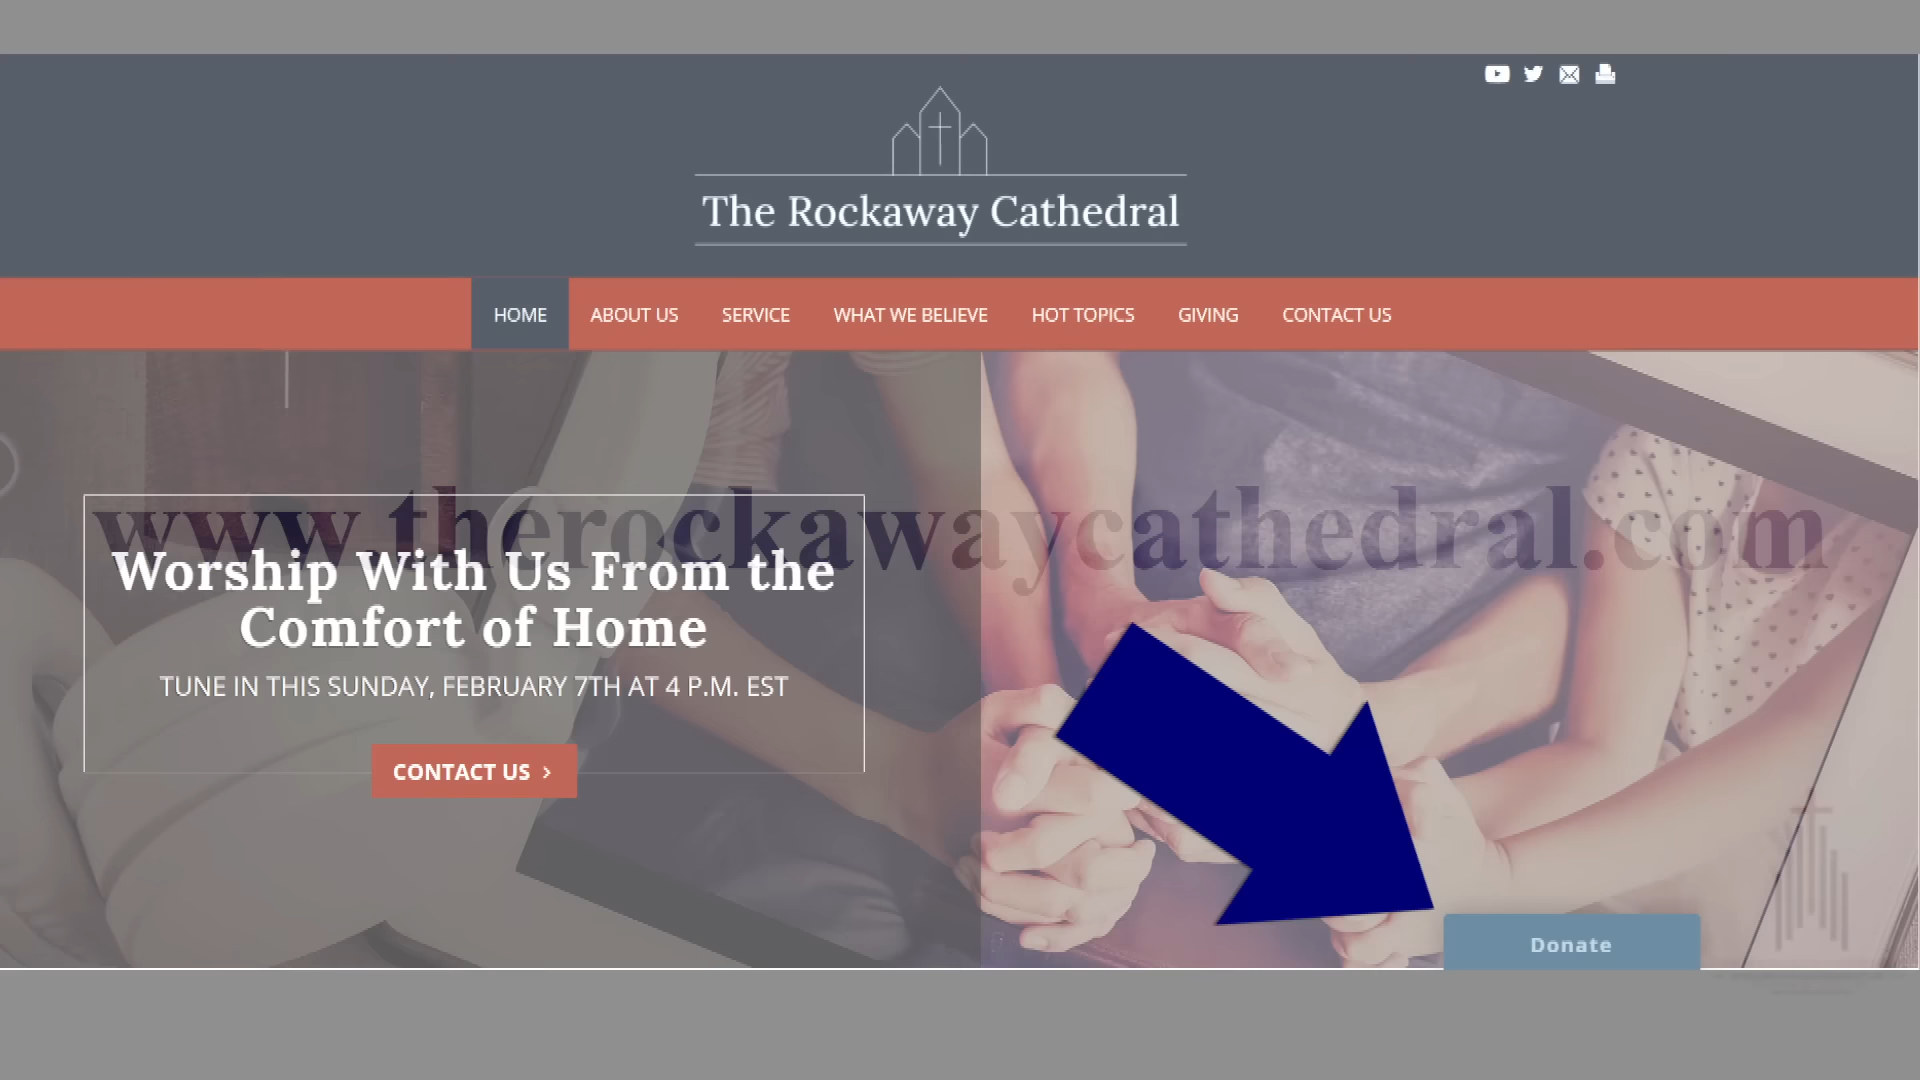 The Rockaway Cathedral
HOME ABOUT US SERVICE WHAT WE BELIEVE HOT TOPICS GIVING CONTACT US
www.therockawaycathedral.com
Worship With Us From the
Comfort of Home
TUNE IN THIS SUNDAY, FEBRUARY 7TH AT 4 P.M. EST
CONTACT US >
Donate